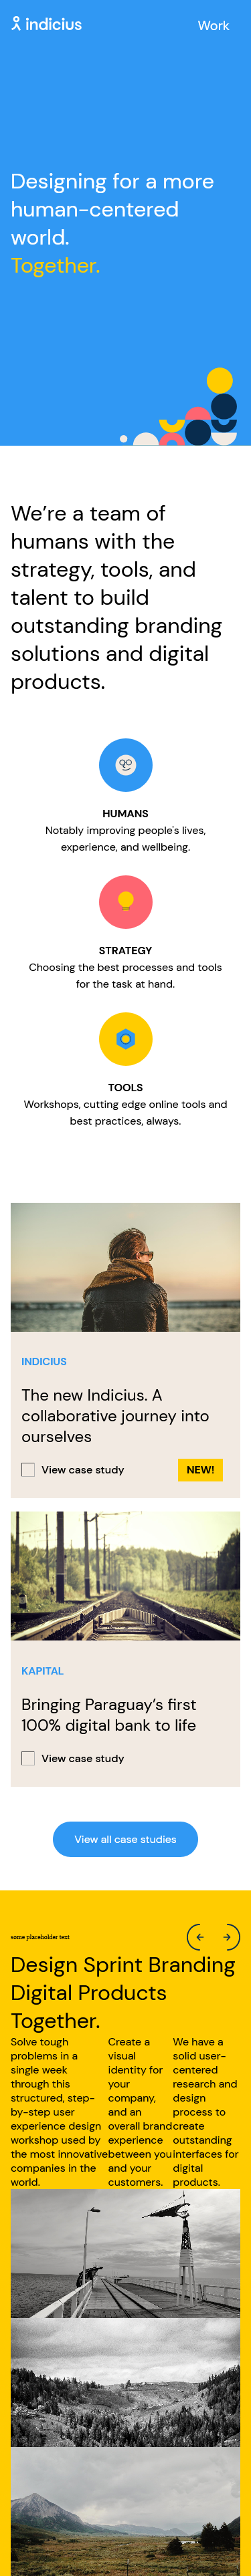 indicius
Work
Designing for a more
human-centered
world.
Together.
We’re a team of
humans with the
strategy, tools, and
talent to build
outstanding branding
solutions and digital
products.
HUMANS
Notably improving people's lives,
experience, and wellbeing.
STRATEGY
Choosing the best processes and tools
for the task at hand.
TOOLS
Workshops, cutting edge online tools and
best practices, always.
INDICIUS
The new Indicius. A
collaborative journey into
ourselves
View case study
NEW!
KAPITAL
Bringing Paraguay’s first
100% digital bank to life
View case study
View all case studies
some placeholder text
Design Sprint Branding
Digital Products
Together.
Solve tough
problems in a
single week
through this
structured, step-
by-step user
experience design
workshop used by
the most innovative
companies in the
world.
Create a
visual
identity for
your
company,
and an
overall brand
experience
between you
and your
customers.
We have a
solid user-
centered
research and
design
process to
create
outstanding
interfaces for
digital
products.